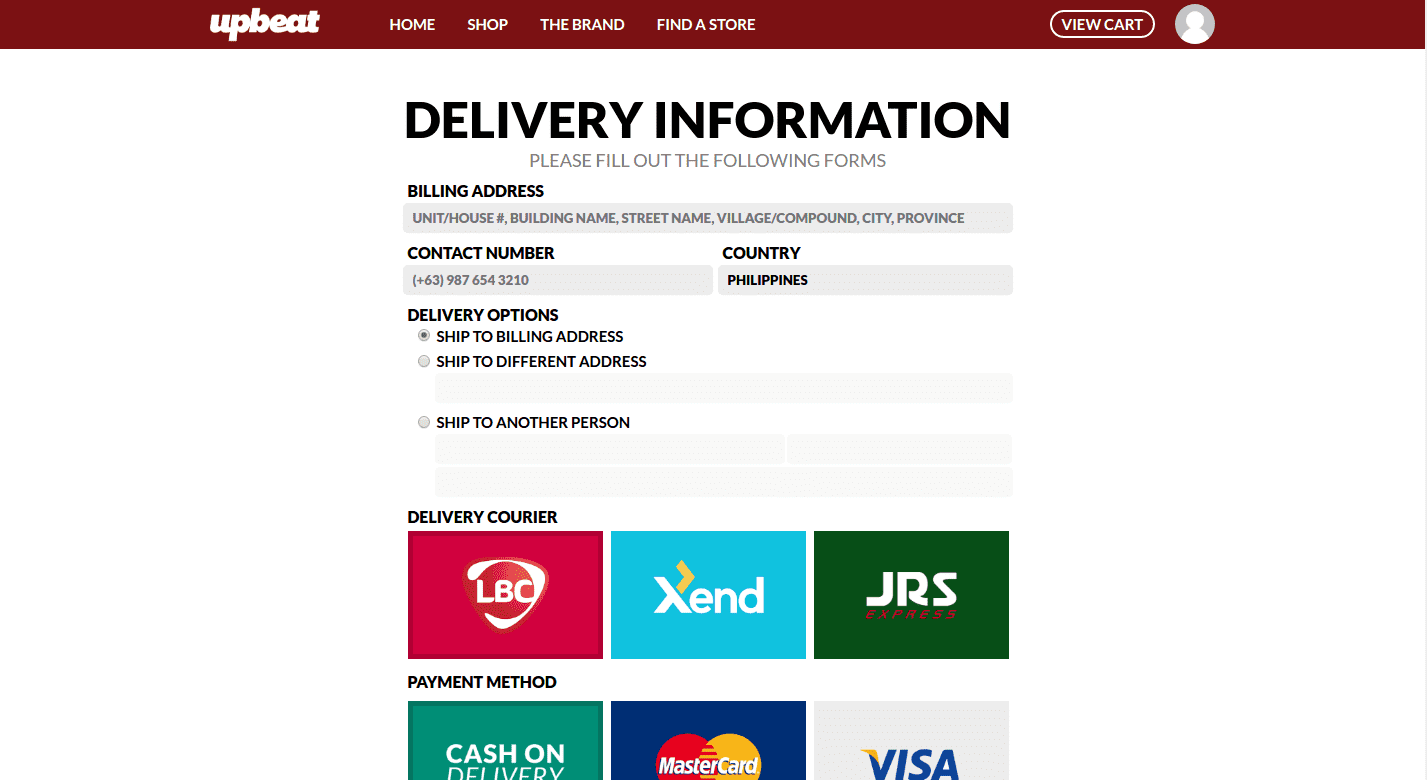 upbeat HOME SHOP THE BRAND FIND A STORE VIEW CART
DELIVERY INFORMATION
PLEASE FILL OUT THE FOLLOWING FORMS
BILLING ADDRESS
UNIT/HOUSE #, BUILDING NAME, STREET NAME, VILLAGE/COMPOUND, CITY, PROVINCE
CONTACT NUMBER COUNTRY
(+63) 987 654 3210 PHILIPPINES
DELIVERY OPTIONS
SHIP TO BILLING ADDRESS
SHIP TO DIFFERENT ADDRESS
SHIP TO ANOTHER PERSON
DELIVERY COURIER
LBC Xend JRS
EXPRESS
PAYMENT METHOD
CASH ON MasterCard VISA
DELIVERY